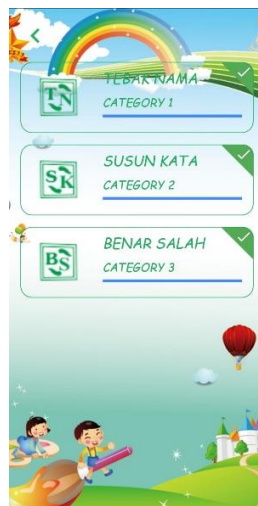 TEBAK NAMA
TN
CATEGORY 1
SUSUN KATA
SK
CATEGORY 2
BENAR SALAH
BS
CATEGORY 3